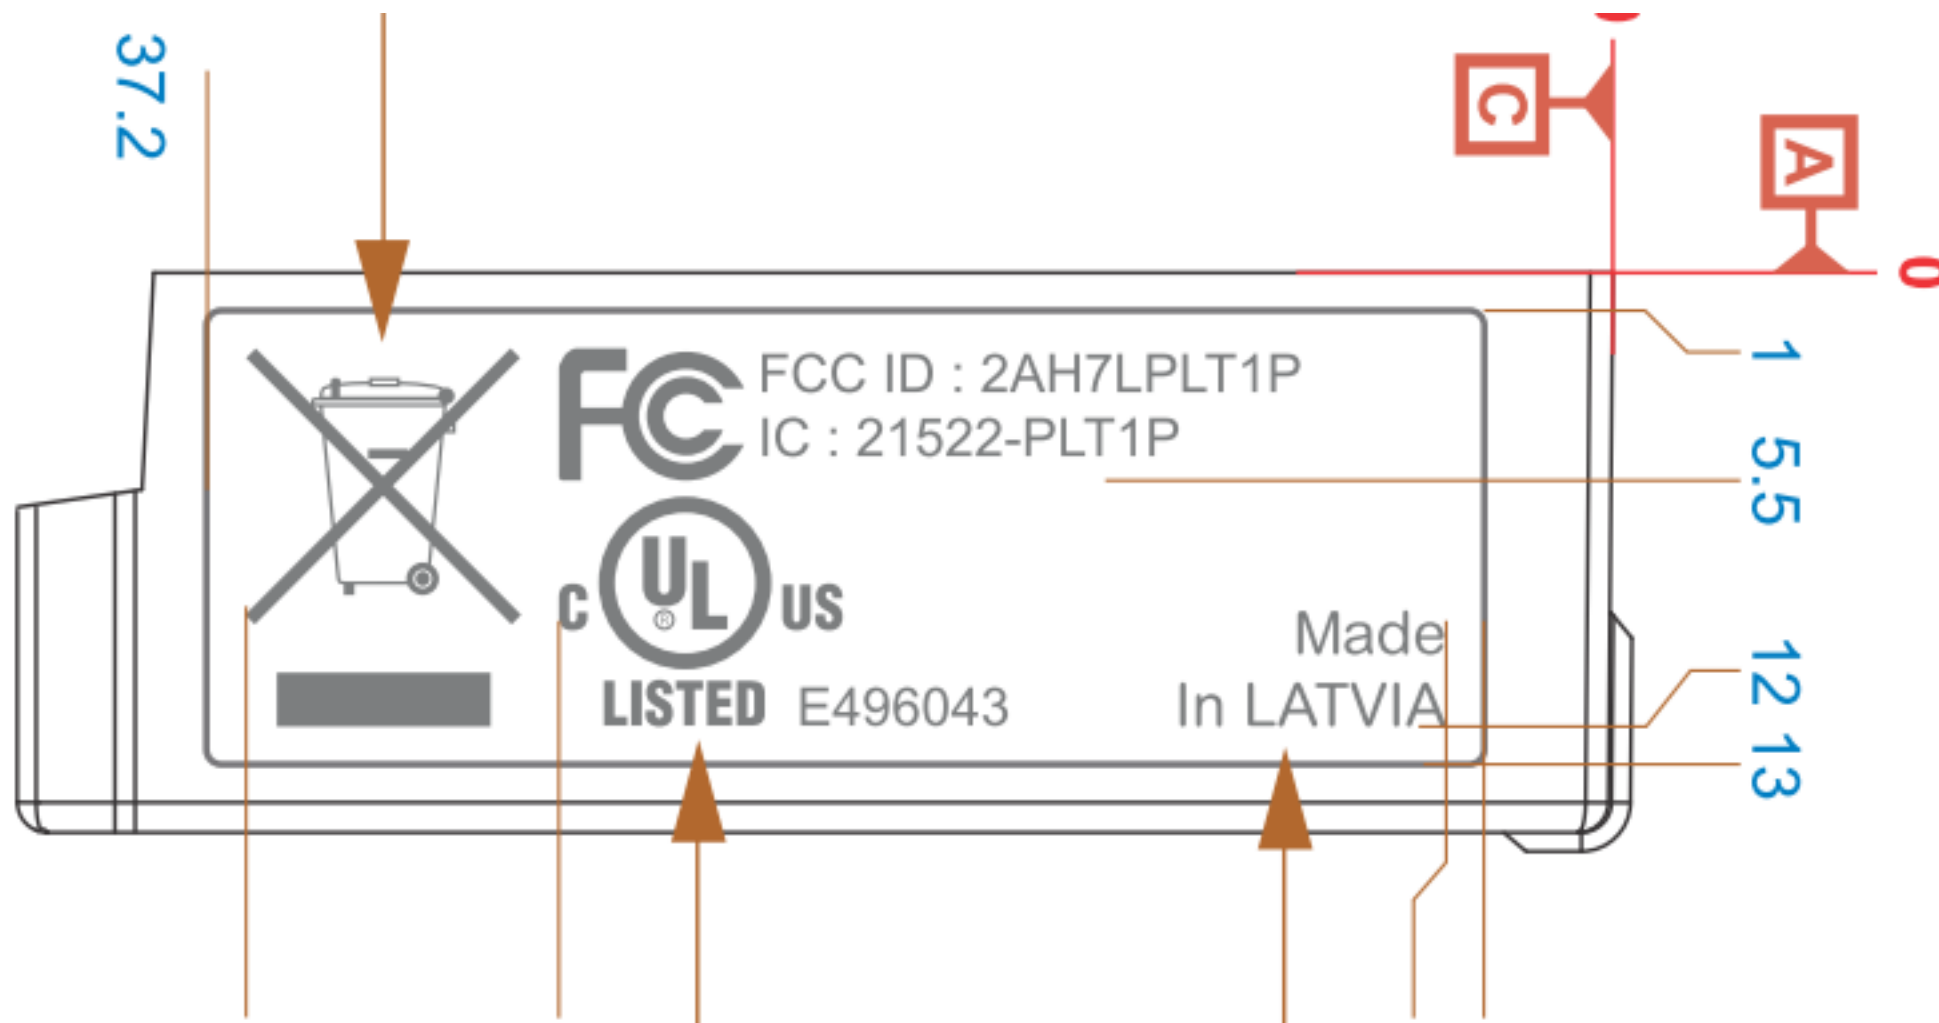 37.2
C
A
0
1
FC
FCC ID : 2AH7LPLT1P
IC : 21522-PLT1P
5.5
C UL ® US
Made
12
LISTED E496043
In LATVIA
13